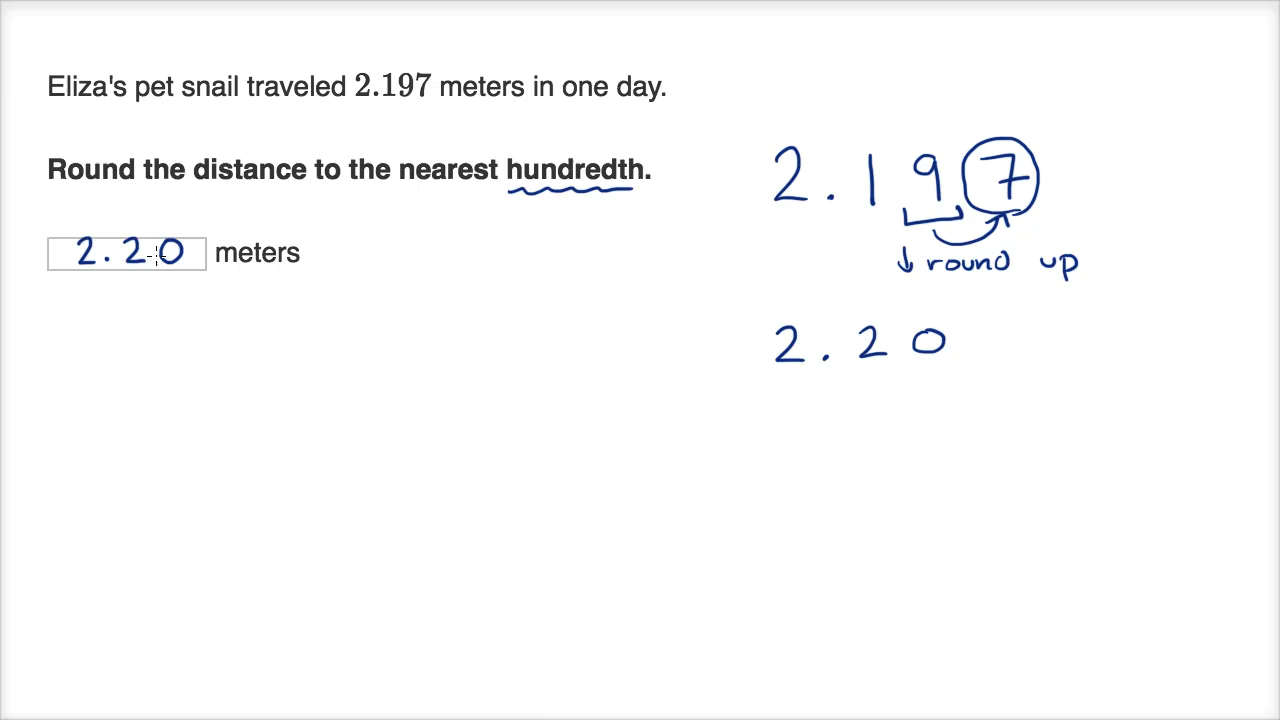 Eliza's pet snail traveled 2.197 meters in one day.
Round the distance to the nearest hundredth.
2.20 meters
2.197
↓ round up
2.20